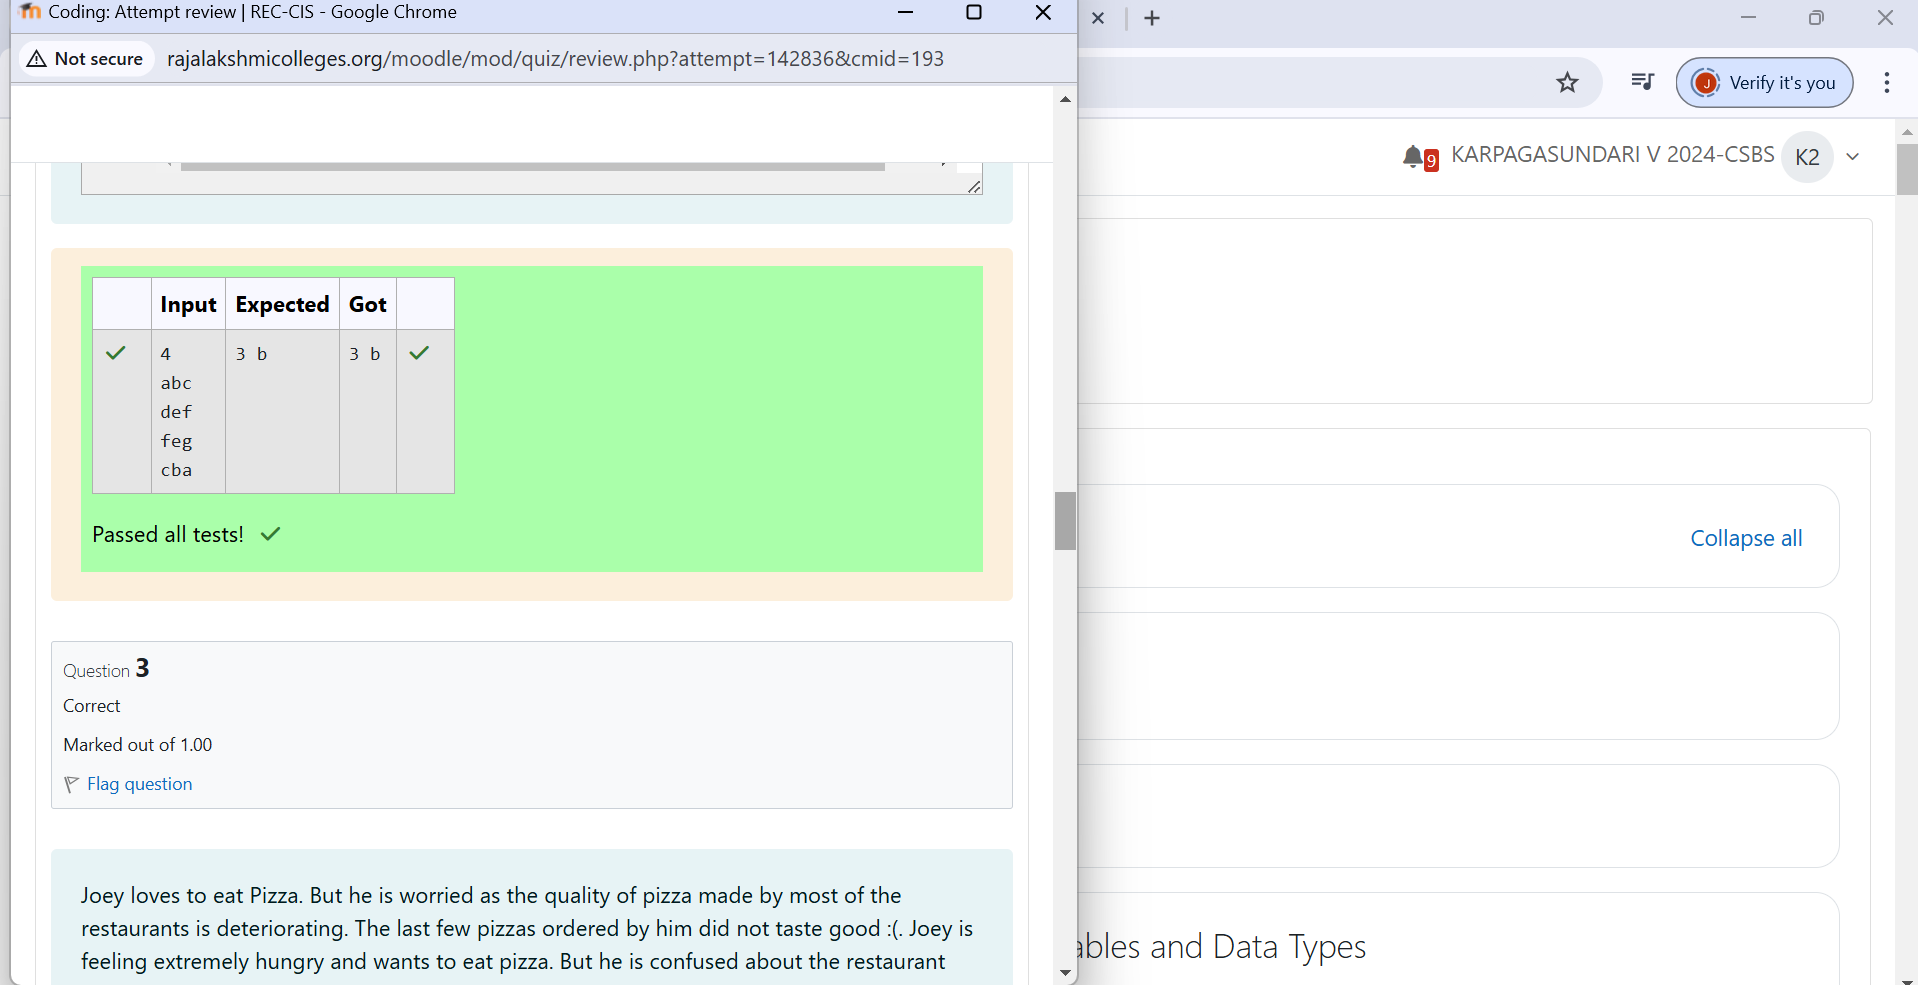 Coding: Attempt review | REC-CIS - Google Chrome
Not secure rajalakshmicolleges.org/moodle/mod/quiz/review.php?attempt=142836&cmid=193
J Verify it's you
9 KARPAGASUNDARI V 2024-CSBS K2
Input Expected Got
4 3 b 3 b
abc
def
feg
cba
Passed all tests!
Collapse all
Question 3
Correct
Marked out of 1.00
Flag question
Joey loves to eat Pizza. But he is worried as the quality of pizza made by most of the
restaurants is deteriorating. The last few pizzas ordered by him did not taste good :(. Joey is
feeling extremely hungry and wants to eat pizza. But he is confused about the restaurant
ables and Data Types